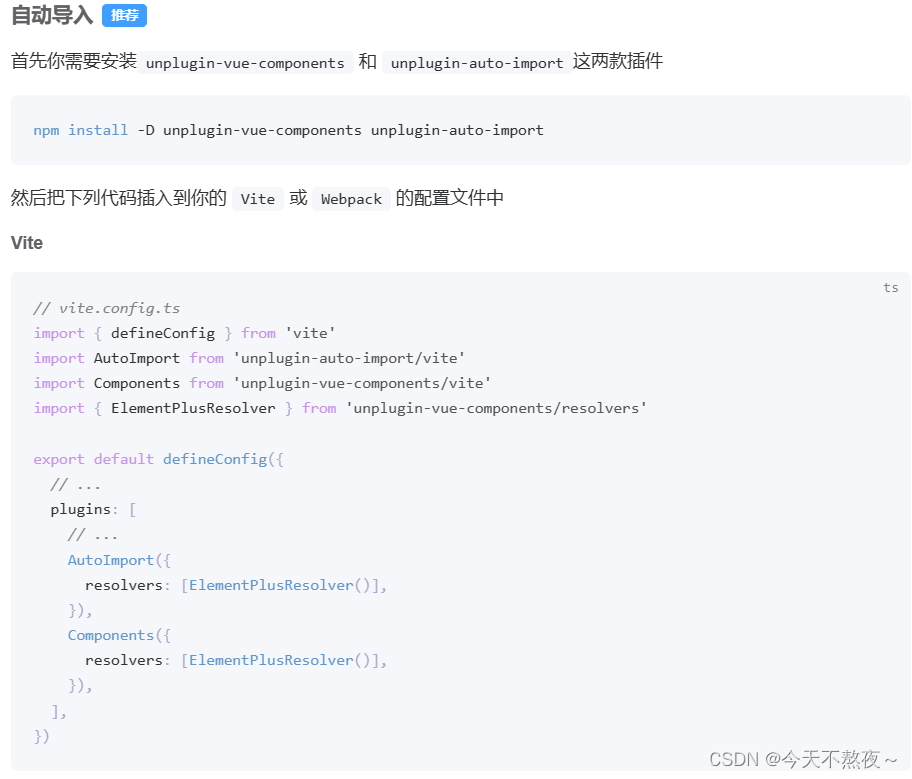 自动导入 推荐
首先你需要安装 unplugin-vue-components 和 unplugin-auto-import 这两款插件
npm install -D unplugin-vue-components unplugin-auto-import
然后把下列代码插入到你的 Vite 或 Webpack 的配置文件中
Vite
ts
// vite.config.ts
import { defineConfig } from 'vite'
import AutoImport from 'unplugin-auto-import/vite'
import Components from 'unplugin-vue-components/vite'
import { ElementPlusResolver } from 'unplugin-vue-components/resolvers'

export default defineConfig({
  // ...
  plugins: [
    // ...
    AutoImport({
      resolvers: [ElementPlusResolver()],
    }),
    Components({
      resolvers: [ElementPlusResolver()],
    }),
  ],
})
CSDN @今天不熬夜～